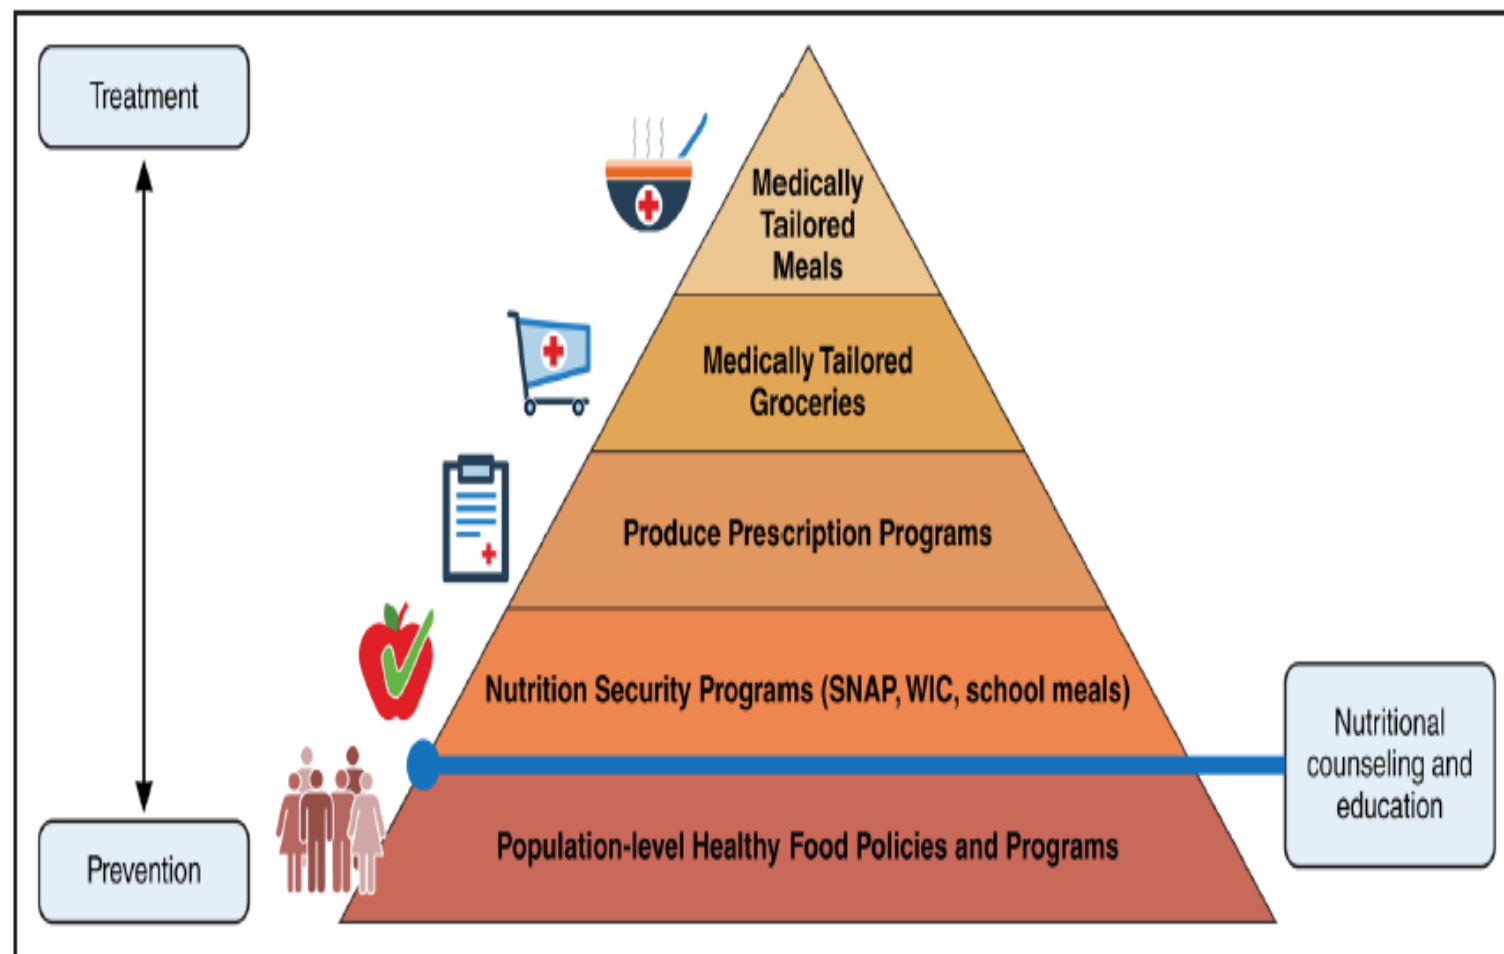 Treatment
Medically
Tailored
Meals
Medically Tailored
Groceries
Produce Prescription Programs
Nutrition Security Programs (SNAP, WIC, school meals)
Nutritional
counseling and
education
Population-level Healthy Food Policies and Programs
Prevention